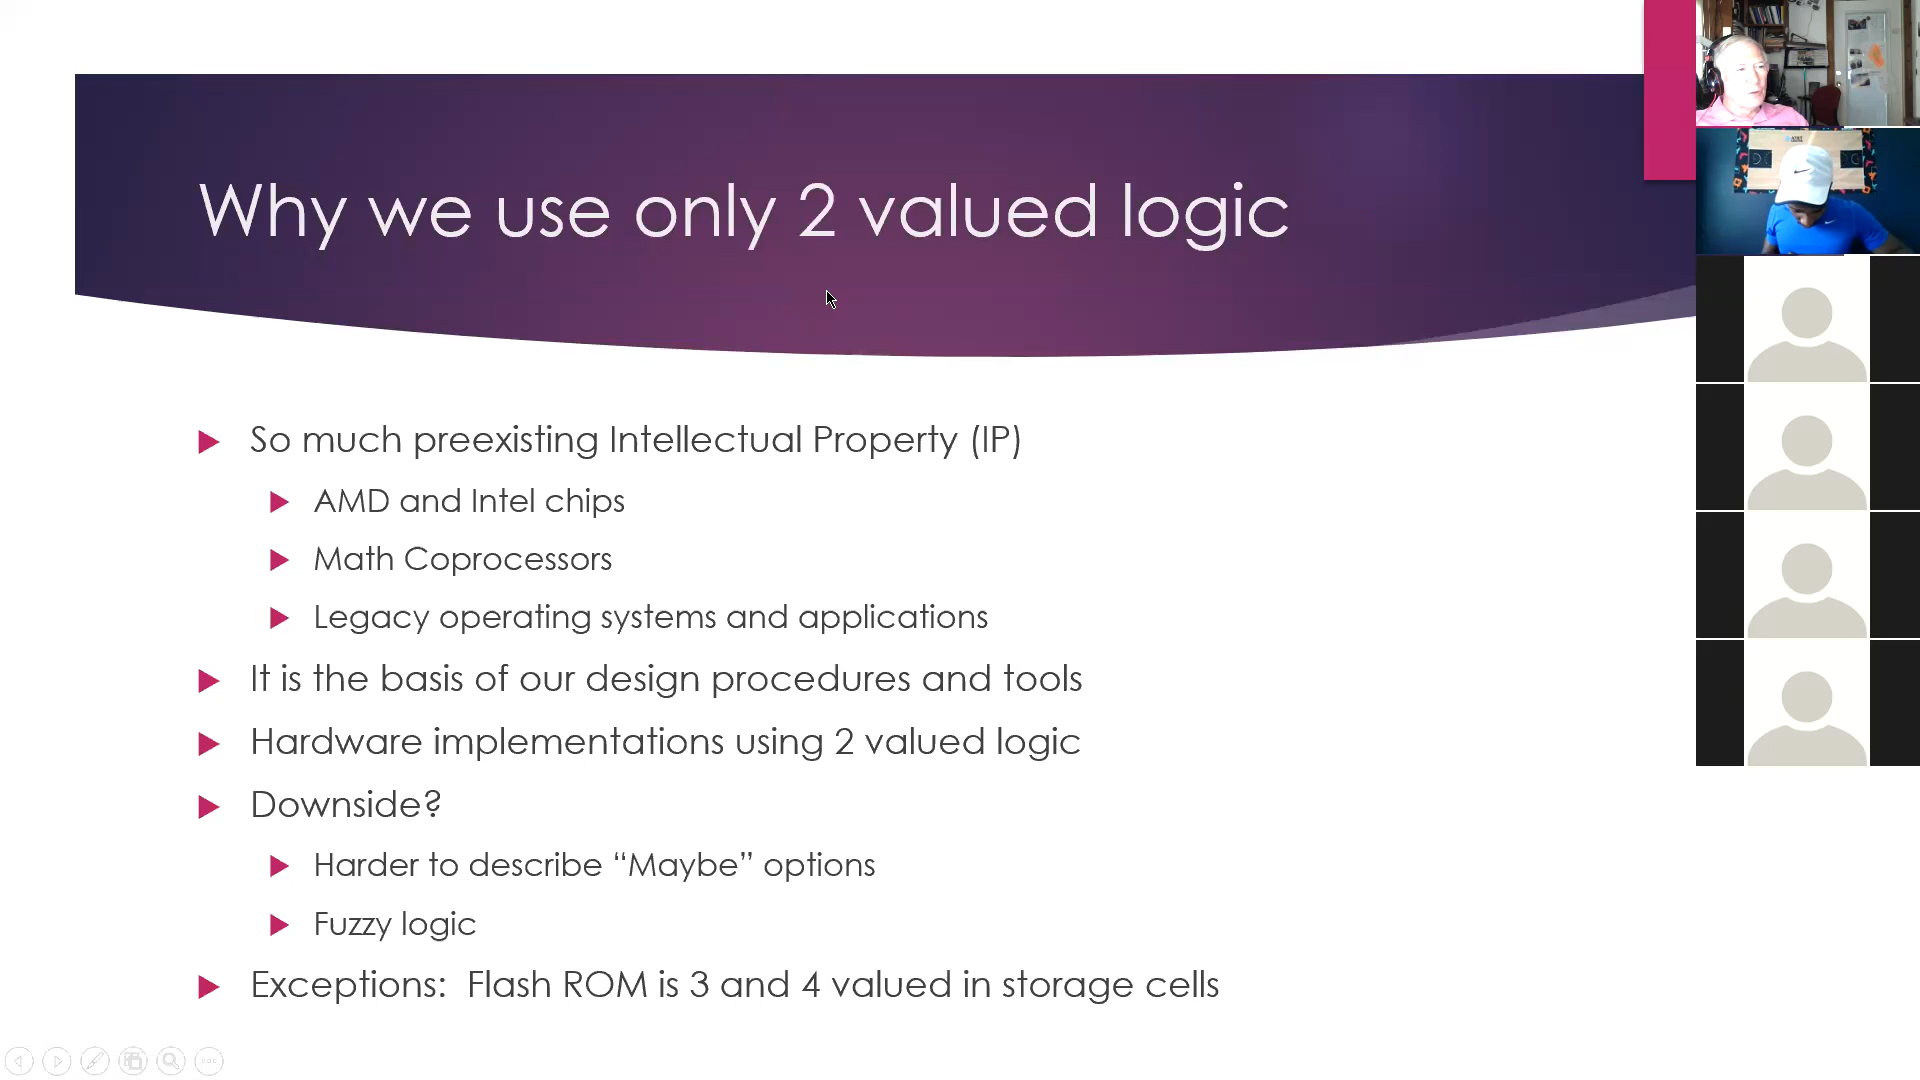 Why we use only 2 valued logic
So much preexisting Intellectual Property (IP)
AMD and Intel chips
Math Coprocessors
Legacy operating systems and applications
It is the basis of our design procedures and tools
Hardware implementations using 2 valued logic
Downside?
Harder to describe “Maybe” options
Fuzzy logic
Exceptions:  Flash ROM is 3 and 4 valued in storage cells